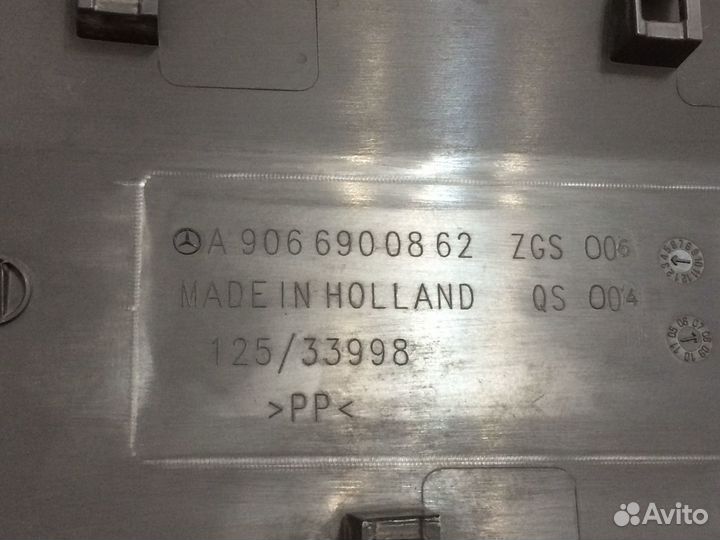 A 906 690 08 62 ZGS 006
MADE IN HOLLAND QS 004
125/33998
>PP<
Avito